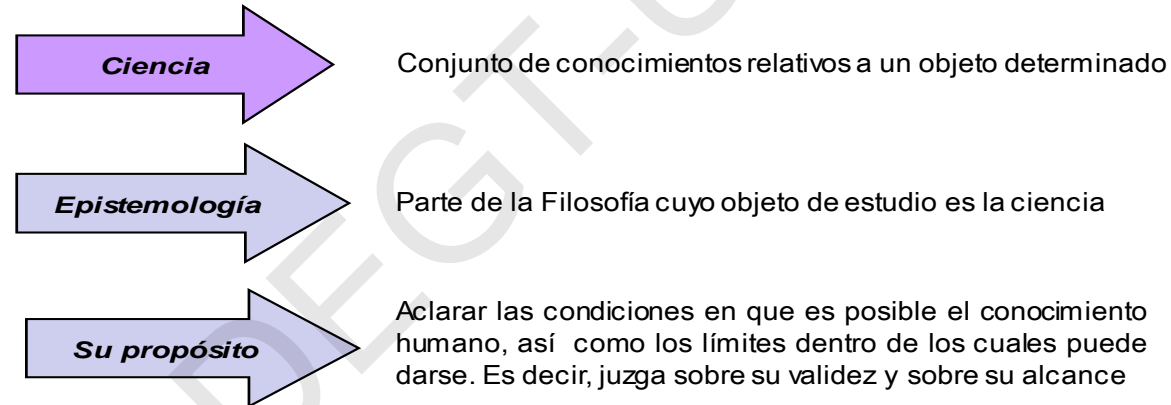 Ciencia
Conjunto de conocimientos relativos a un objeto determinado
Epistemología
Parte de la Filosofía cuyo objeto de estudio es la ciencia
Su propósito
Aclarar las condiciones en que es posible el conocimiento
humano, así como los límites dentro de los cuales puede
darse. Es decir, juzga sobre su validez y sobre su alcance
DEGT-